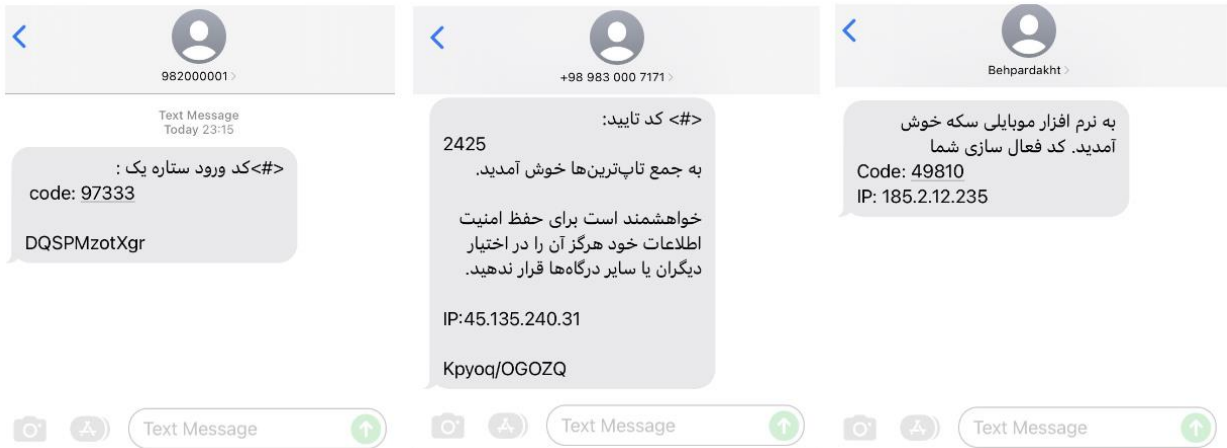 982000001
Text Message
Today 23:15
<#>کد ورود ستاره یک :
code: 97333
DQSPMzotXgr
Text Message
+98 983 000 7171
<#> کد تایید:
2425
به جمع تاپ‌ترین‌ها خوش آمدید.
خواهشمند است برای حفظ امنیت
اطلاعات خود هرگز آن را در اختیار
دیگران یا سایر درگاه‌ها قرار ندهید.
IP:45.135.240.31
Kpyoq/OGOZQ
Text Message
Behpardakht
به نرم افزار موبایلی سکه خوش
آمدید. کد فعال سازی شما
Code: 49810
IP: 185.2.12.235
Text Message